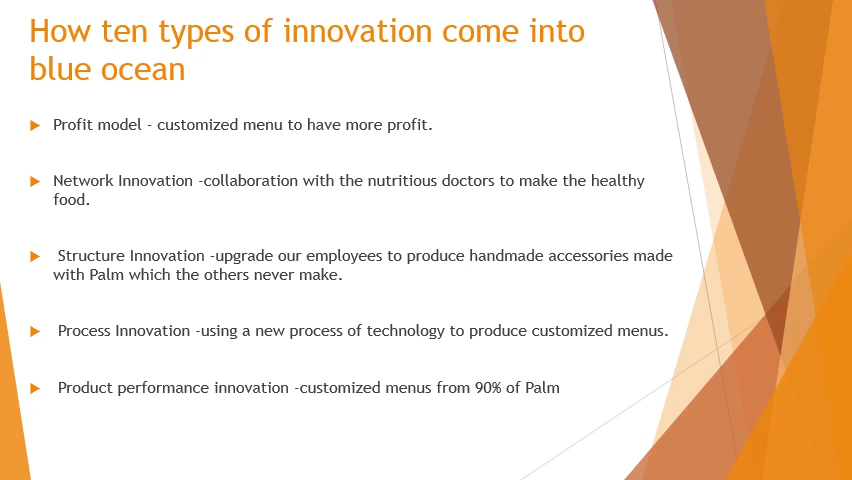 How ten types of innovation come into
blue ocean
Profit model - customized menu to have more profit.
Network Innovation -collaboration with the nutritious doctors to make the healthy
food.
Structure Innovation -upgrade our employees to produce handmade accessories made
with Palm which the others never make.
Process Innovation -using a new process of technology to produce customized menus.
Product performance innovation -customized menus from 90% of Palm